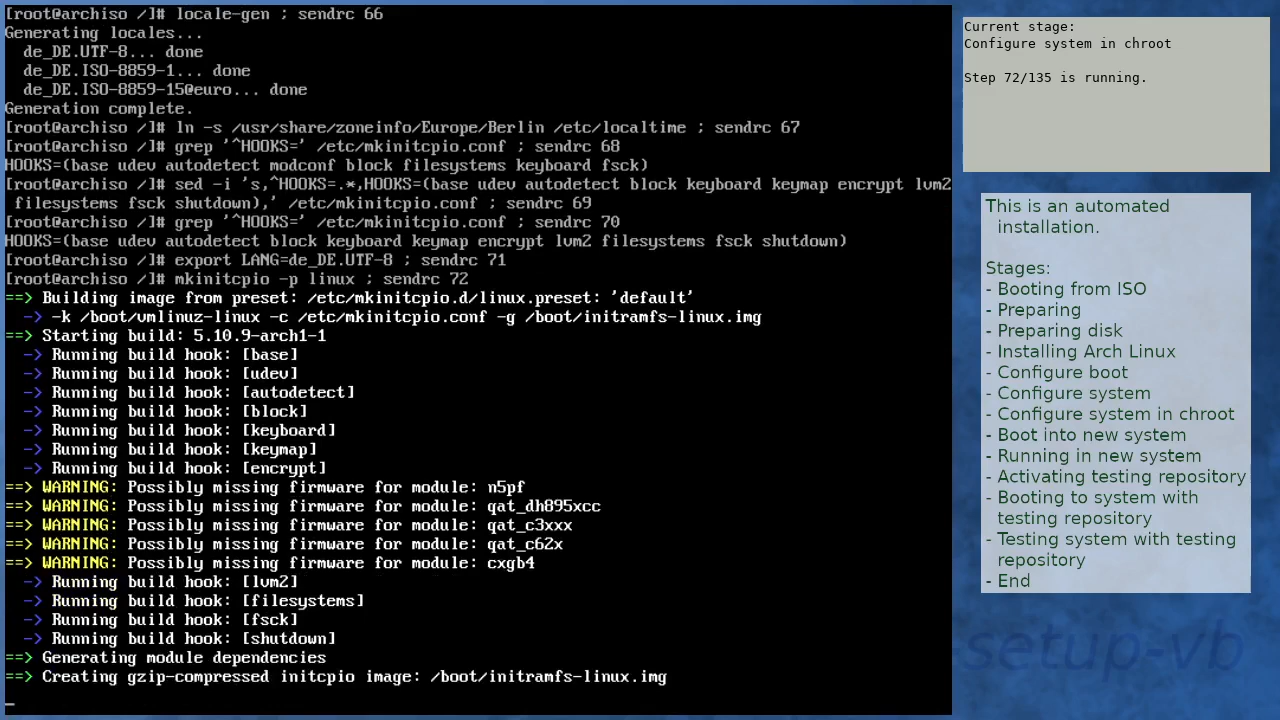 [root@archiso /]# locale-gen ; sendrc 66
Generating locales...
  de_DE.UTF-8... done
  de_DE.ISO-8859-1... done
  de_DE.ISO-8859-15@euro... done
Generation complete.
[root@archiso /]# ln -s /usr/share/zoneinfo/Europe/Berlin /etc/localtime ; sendrc 67
[root@archiso /]# grep '^HOOKS=' /etc/mkinitcpio.conf ; sendrc 68
HOOKS=(base udev autodetect modconf block filesystems keyboard fsck)
[root@archiso /]# sed -i 's,^HOOKS=.*,HOOKS=(base udev autodetect block keyboard keymap encrypt lvm2
 filesystems fsck shutdown),' /etc/mkinitcpio.conf ; sendrc 69
[root@archiso /]# grep '^HOOKS=' /etc/mkinitcpio.conf ; sendrc 70
HOOKS=(base udev autodetect block keyboard keymap encrypt lvm2 filesystems fsck shutdown)
[root@archiso /]# export LANG=de_DE.UTF-8 ; sendrc 71
[root@archiso /]# mkinitcpio -p linux ; sendrc 72
==> Building image from preset: /etc/mkinitcpio.d/linux.preset: 'default'
  -> -k /boot/vmlinuz-linux -c /etc/mkinitcpio.conf -g /boot/initramfs-linux.img
==> Starting build: 5.10.9-arch1-1
  -> Running build hook: [base]
  -> Running build hook: [udev]
  -> Running build hook: [autodetect]
  -> Running build hook: [block]
  -> Running build hook: [keyboard]
  -> Running build hook: [keymap]
  -> Running build hook: [encrypt]
==> WARNING: Possibly missing firmware for module: n5pf
==> WARNING: Possibly missing firmware for module: qat_dh895xcc
==> WARNING: Possibly missing firmware for module: qat_c3xxx
==> WARNING: Possibly missing firmware for module: qat_c62x
==> WARNING: Possibly missing firmware for module: cxgb4
  -> Running build hook: [lvm2]
  -> Running build hook: [filesystems]
  -> Running build hook: [fsck]
  -> Running build hook: [shutdown]
==> Generating module dependencies
==> Creating gzip-compressed initcpio image: /boot/initramfs-linux.img
_
Current stage:
Configure system in chroot
Step 72/135 is running.
This is an automated
installation.
Stages:
- Booting from ISO
- Preparing
- Preparing disk
- Installing Arch Linux
- Configure boot
- Configure system
- Configure system in chroot
- Boot into new system
- Running in new system
- Activating testing repository
- Booting to system with
testing repository
- Testing system with testing
repository
- End
setup-vb